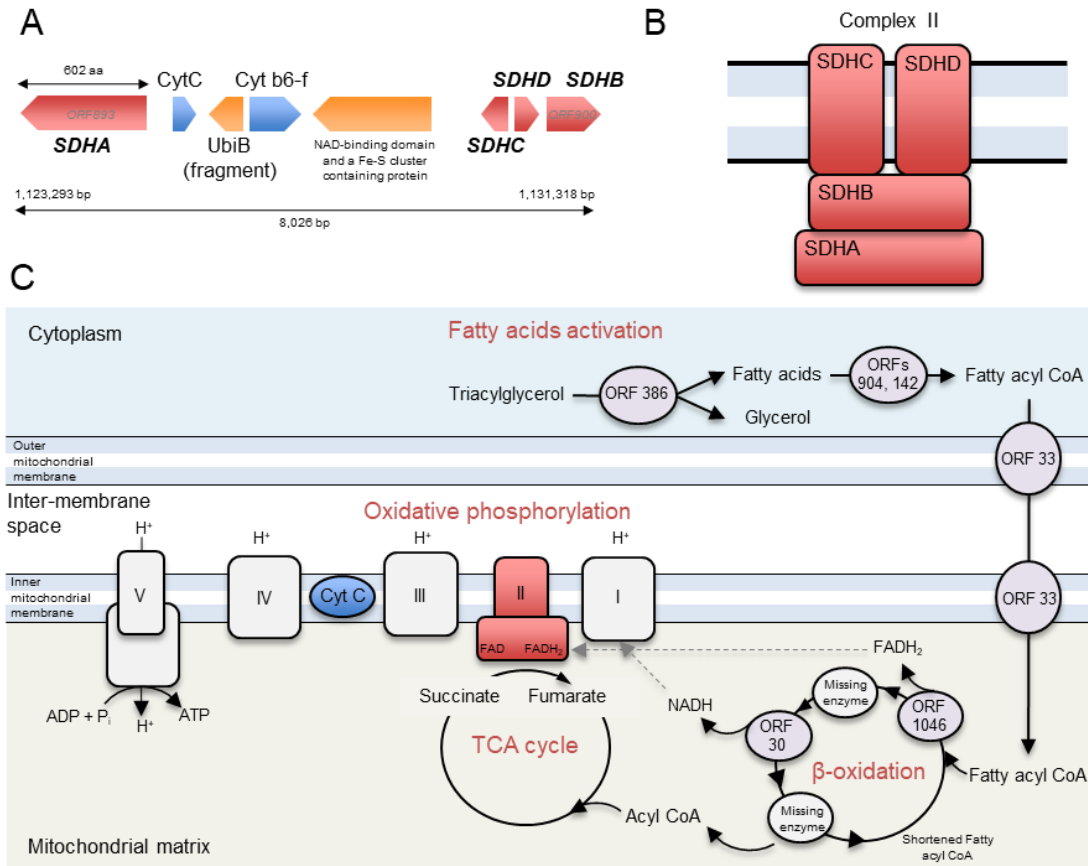 A
602 aa
CytC
Cyt b6-f
SDHD
SDHB
ORF893
ORF900
SDHA
UbiB
(fragment)
NAD-binding domain
and a Fe-S cluster
containing protein
SDHC
1,123,293 bp
1,131,318 bp
8,026 bp
B
Complex II
SDHC
SDHD
SDHB
SDHA
C
Cytoplasm
Fatty acids activation
Triacylglycerol
ORF 386
Fatty acids
Glycerol
ORFs
904, 142
Fatty acyl CoA
Outer
mitochondrial
membrane
ORF 33
Inter-membrane
space
Oxidative phosphorylation
H⁺
H⁺
H⁺
H⁺
Inner
mitochondrial
membrane
V
IV
Cyt C
III
II
I
ORF 33
FAD
FADH₂
ADP + Pᵢ
H⁺
ATP
Succinate
Fumarate
TCA cycle
NADH
FADH₂
Missing
enzyme
ORF
1046
ORF
30
β-oxidation
Fatty acyl CoA
Missing
enzyme
Acyl CoA
Shortened Fatty
acyl CoA
Mitochondrial matrix